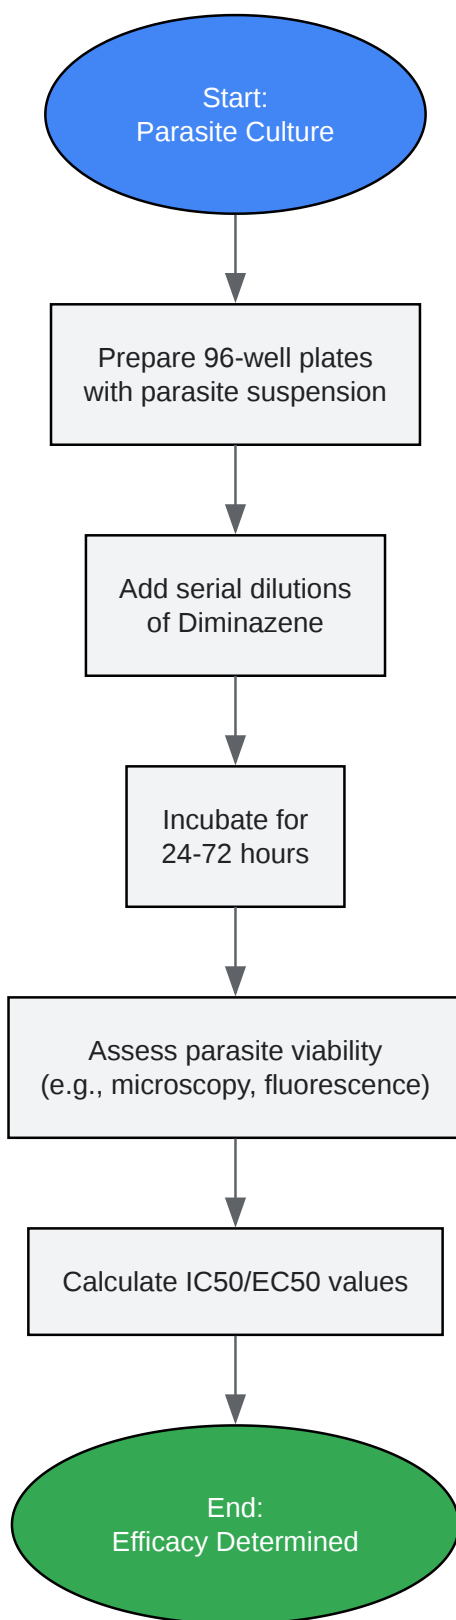 Start:
Parasite Culture
Prepare 96-well plates
with parasite suspension
Add serial dilutions
of Diminazene
Incubate for
24-72 hours
Assess parasite viability
(e.g., microscopy, fluorescence)
Calculate IC50/EC50 values
End:
Efficacy Determined